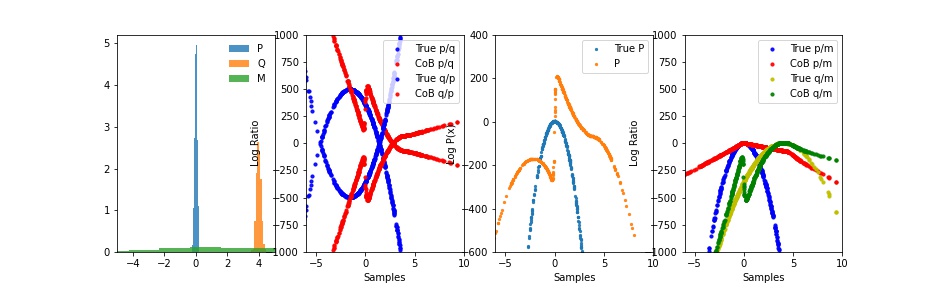 5
4
3
2
1
0
−4
−2
0
2
4
P
Q
M
Log Ratio
1000
750
500
250
0
−250
−500
−750
1000
−5
0
5
10
Samples
True p/q
CoB p/q
True q/p
CoB q/p
Log P(x)
400
200
0
−200
−400
−600
−5
0
5
10
Samples
True P
P
Log Ratio
1000
750
500
250
0
−250
−500
−750
1000
−5
0
5
10
Samples
True p/m
CoB p/m
True q/m
CoB q/m